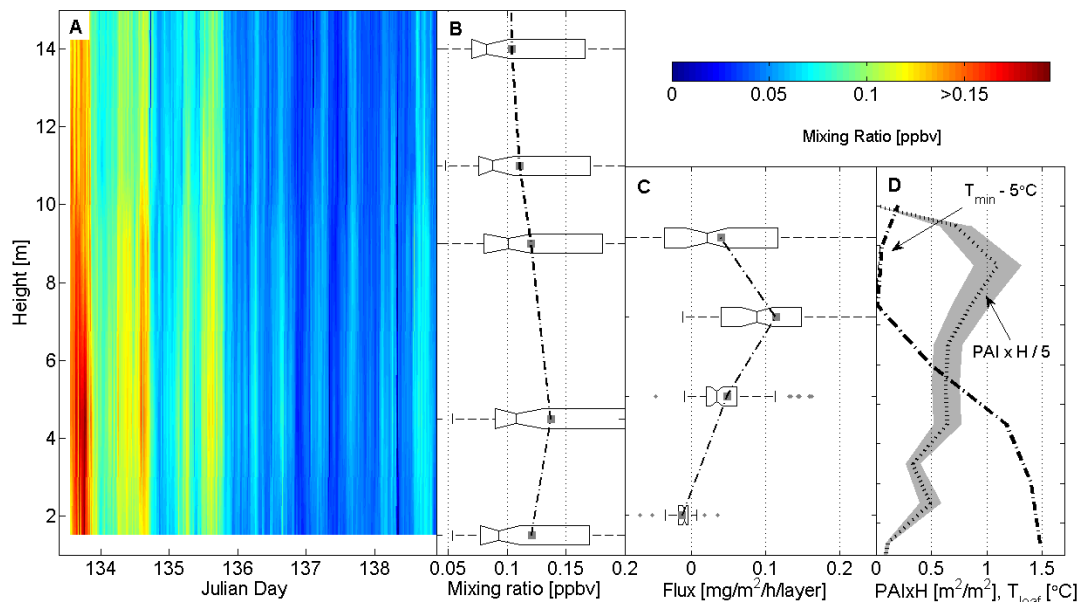 A
B
14
12
10
8
6
4
2
Height [m]
134
135
136
137
138
Julian Day
0.05
0.1
0.15
0.2
Mixing ratio [ppbv]
0
0.05
0.1
>0.15
Mixing Ratio [ppbv]
C
0
0.1
0.2
Flux [mg/m²/h/layer]
D
T_min - 5°C
PAI x H / 5
0
0.5
1
1.5
PAIxH [m²/m²], T_leaf [°C]